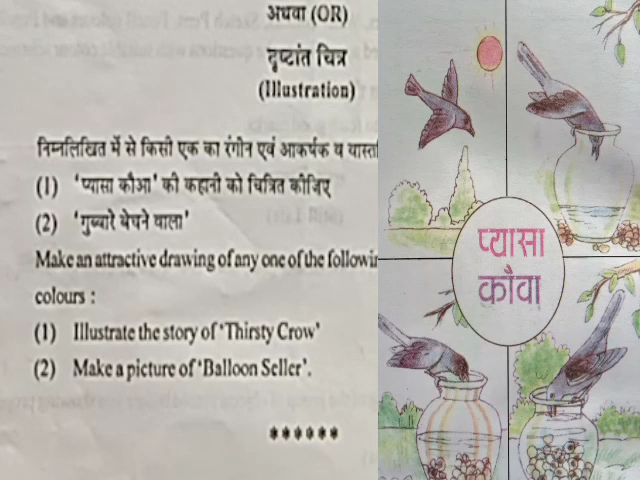 अथवा (OR)
दृष्टांत चित्र
(Illustration)
निम्नलिखित में से किसी एक का रंगीन एवं आकर्षक व
(1) 'प्यासा कौआ' की कहानी को चित्रित कीजिए
(2) 'गुब्बारे बेचने वाला'
Make an attractive drawing of any one of the
colours :
(1) Illustrate the story of 'Thirsty Crow'
(2) Make a picture of 'Balloon Seller'.
******
प्यासा
कौवा